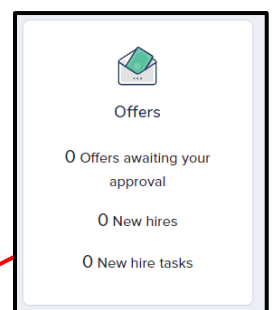 Offers
0 Offers awaiting your
approval
0 New hires
0 New hire tasks